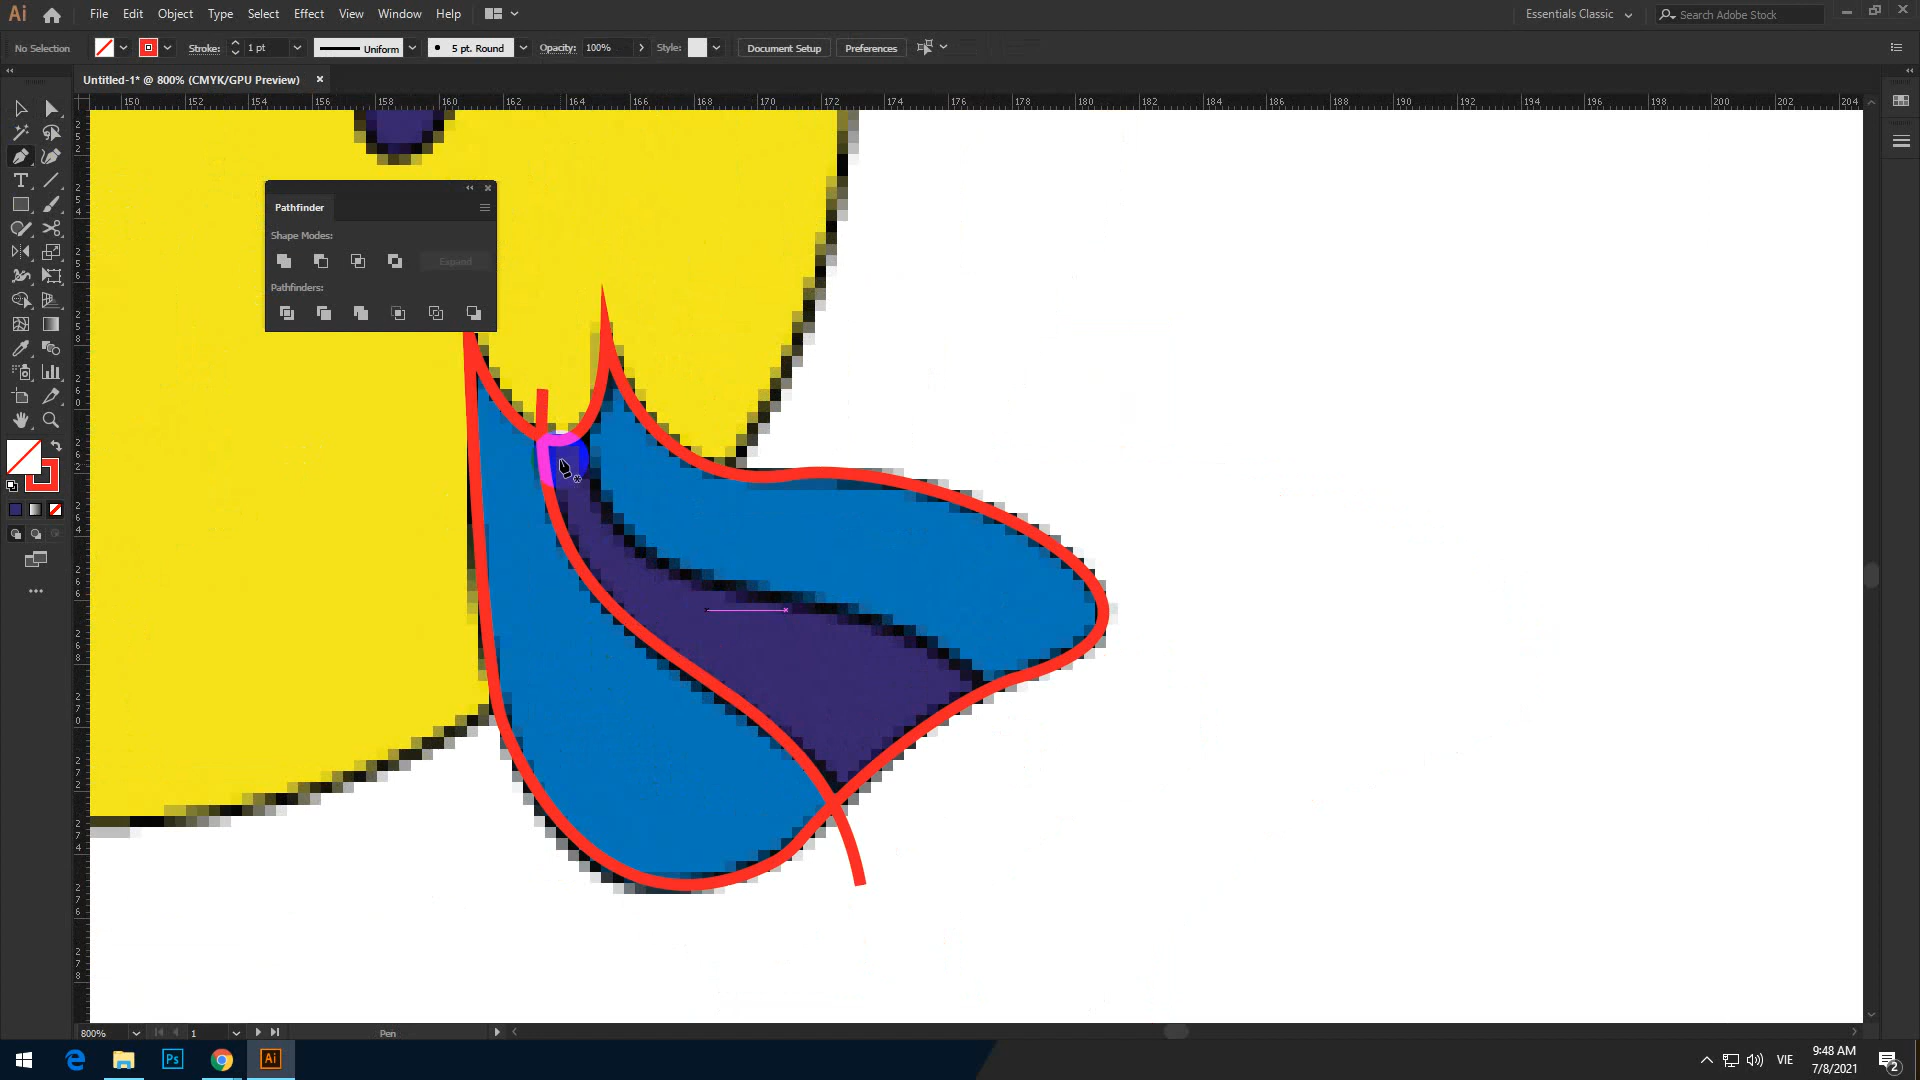 Ai File Edit Object Type Select Effect View Window Help Essentials Classic Search Adobe Stock
No Selection Stroke: 1 pt Uniform 5 pt. Round Opacity: 100% Style: Document Setup Preferences
Untitled-1* @ 800% (CMYK/GPU Preview) ×
150 152 154 156 158 160 162 164 166 168 170 172 174 176 178 180 182 184 186 188 190 192 194 196 198 200 202 204
Pathfinder
Shape Modes:
Expand
Pathfinders:
800% 1 Pen
Ps Ai VIE 9:48 AM
7/8/2021 2